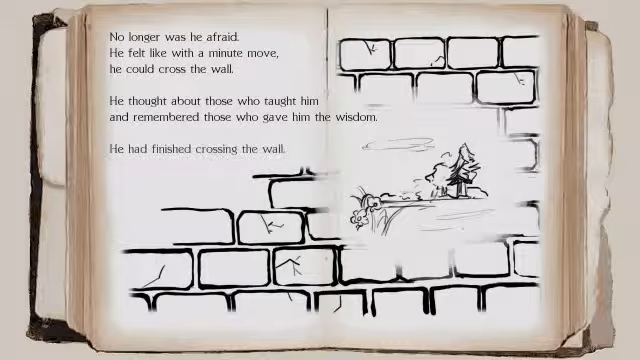 No longer was he afraid.
He felt like with a minute move,
he could cross the wall.
He thought about those who taught him
and remembered those who gave him the wisdom.
He had finished crossing the wall.